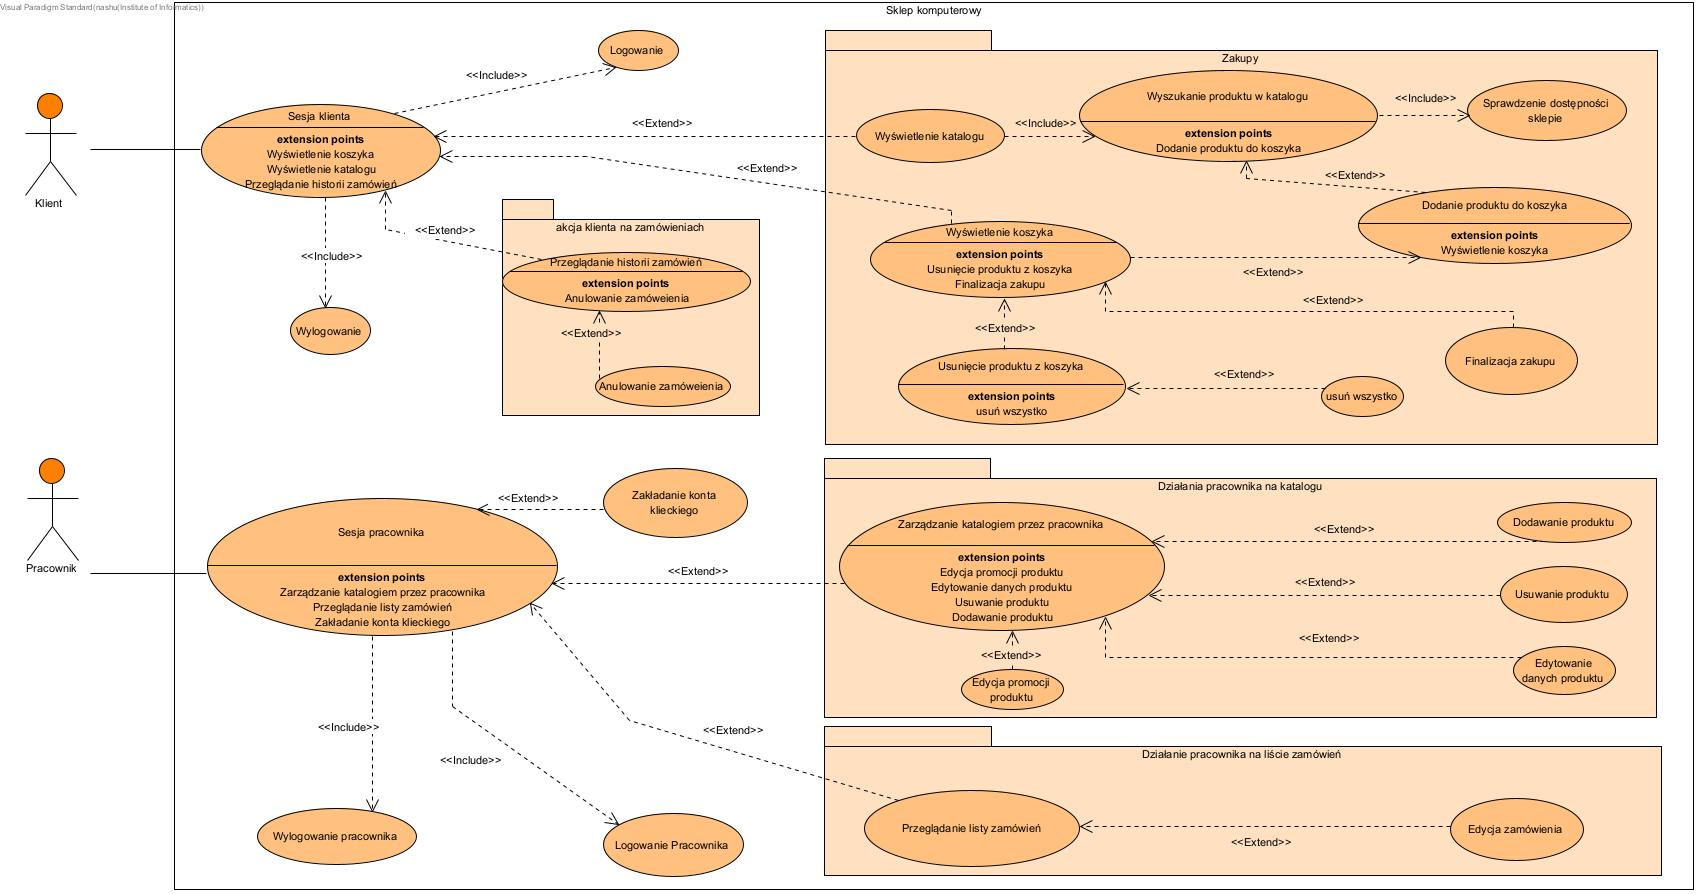 Visual Paradigm Standard(nashu(Institute of Informatics))
Sklep komputerowy
Klient
Sesja klienta
extension points
Wyświetlenie koszyka
Wyświetlenie katalogu
Przeglądanie historii zamówień
<<Include>>
Logowanie
<<Include>>
Wylogowanie
<<Extend>>
<<Extend>>
<<Extend>>
akcja klienta na zamówieniach
Przeglądanie historii zamówień
extension points
Anulowanie zamóweienia
<<Extend>>
Anulowanie zamóweienia
Zakupy
Wyświetlenie katalogu
<<Include>>
Wyszukanie produktu w katalogu
extension points
Dodanie produktu do koszyka
<<Include>>
Sprawdzenie dostępności
sklepie
<<Extend>>
Dodanie produktu do koszyka
extension points
Wyświetlenie koszyka
Wyświetlenie koszyka
extension points
Usunięcie produktu z koszyka
Finalizacja zakupu
<<Extend>>
<<Extend>>
Finalizacja zakupu
<<Extend>>
Usunięcie produktu z koszyka
extension points
usuń wszystko
<<Extend>>
usuń wszystko
Pracownik
Sesja pracownika
extension points
Zarządzanie katalogiem przez pracownika
Przeglądanie listy zamówień
Zakładanie konta klieckiego
<<Extend>>
Zakładanie konta
klieckiego
<<Extend>>
<<Extend>>
<<Include>>
Wylogowanie pracownika
<<Include>>
Logowanie Pracownika
Działania pracownika na katalogu
Zarządzanie katalogiem przez pracownika
extension points
Edycja promocji produktu
Edytowanie danych produktu
Usuwanie produktu
Dodawanie produktu
<<Extend>>
Dodawanie produktu
<<Extend>>
Usuwanie produktu
<<Extend>>
Edytowanie
danych produktu
<<Extend>>
Edycja promocji
produktu
Działanie pracownika na liście zamówień
Przeglądanie listy zamówień
<<Extend>>
Edycja zamówienia